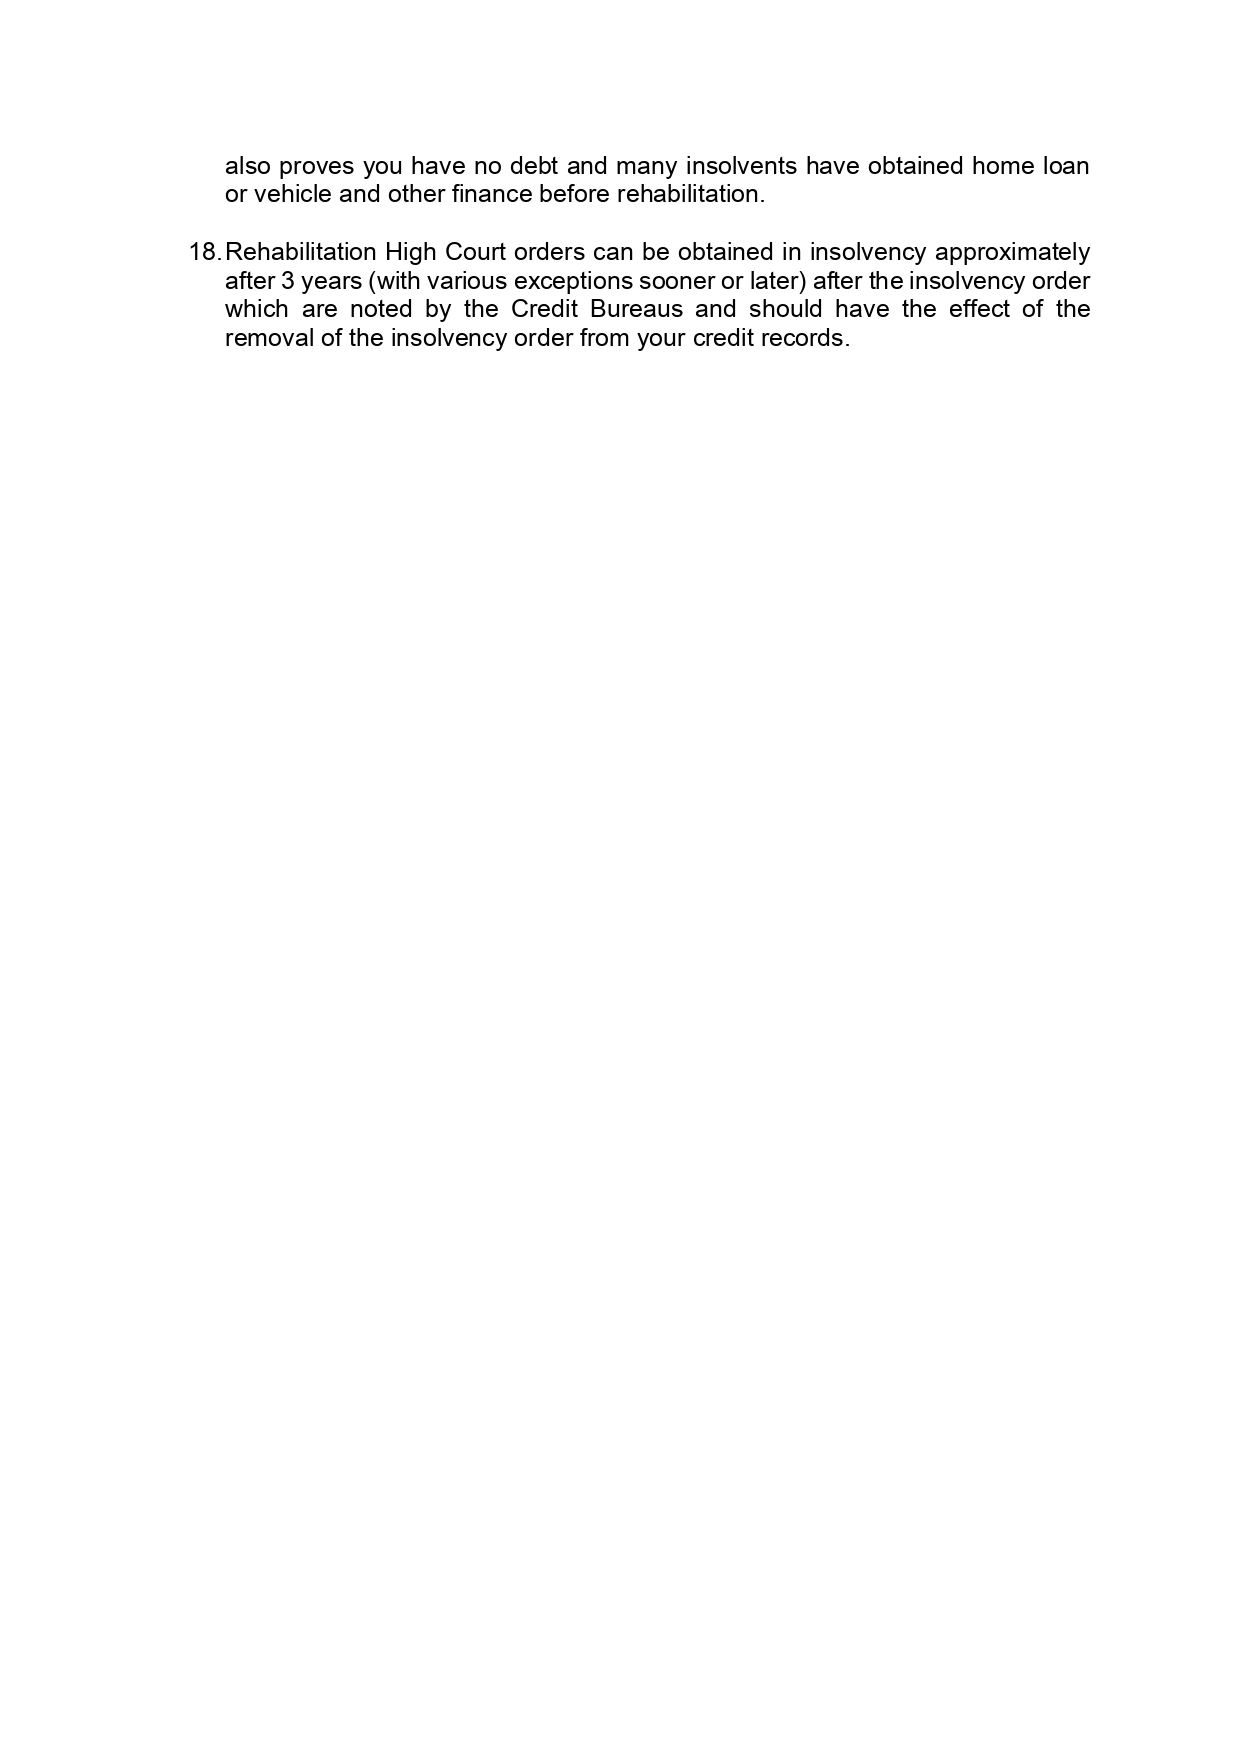 also proves you have no debt and many insolvents have obtained home loan
or vehicle and other finance before rehabilitation.
18. Rehabilitation High Court orders can be obtained in insolvency approximately
after 3 years (with various exceptions sooner or later) after the insolvency order
which are noted by the Credit Bureaus and should have the effect of the
removal of the insolvency order from your credit records.